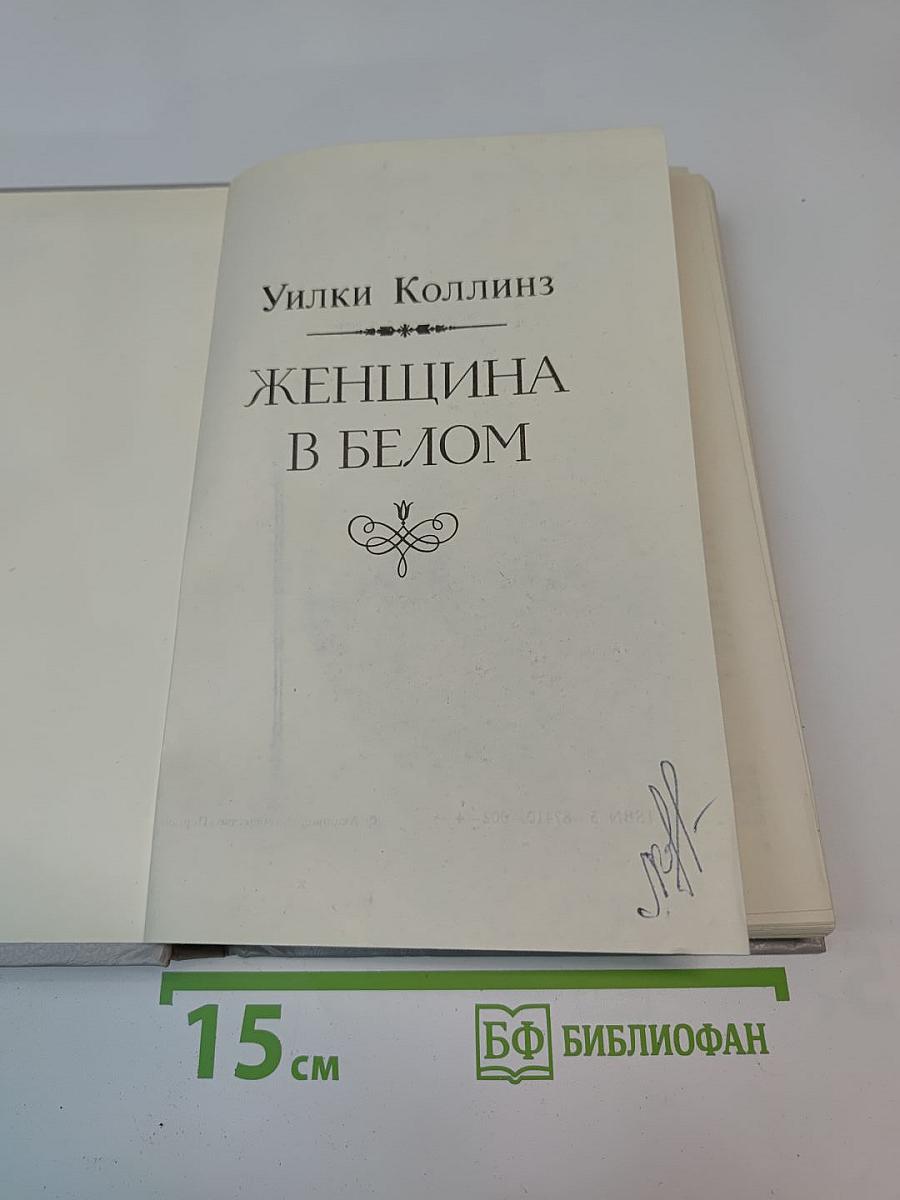 Уилки Коллинз
ЖЕНЩИНА
В БЕЛОМ
15 см
БФ БИБЛИОФАН